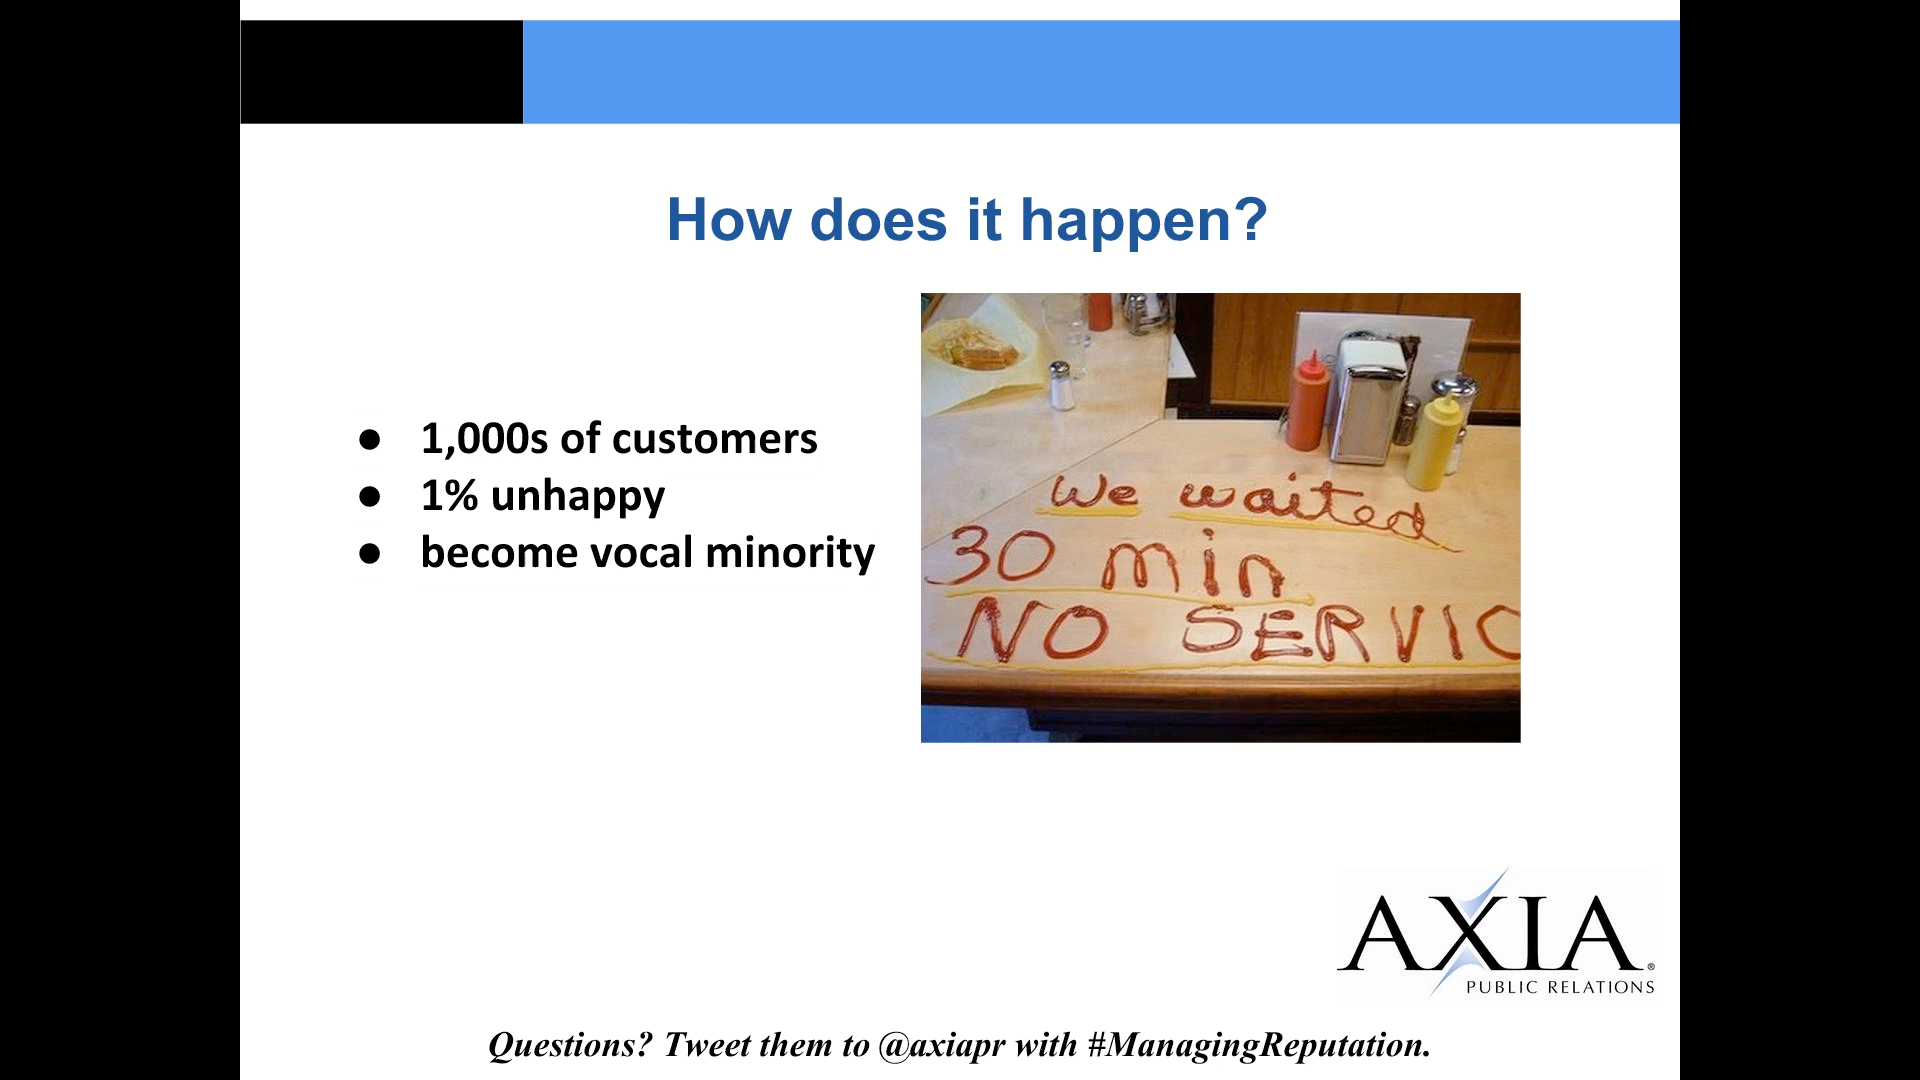 How does it happen?
● 1,000s of customers
● 1% unhappy
● become vocal minority
We waited
30 min
NO SERVIC
AXIA®
PUBLIC RELATIONS
Questions? Tweet them to @axiapr with #ManagingReputation.